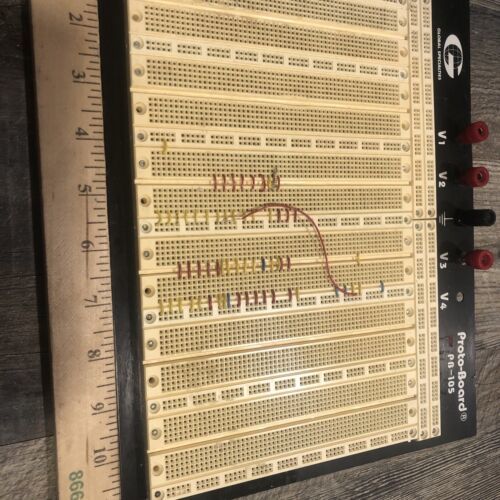 2
3
4
5
6
7
8
9
10
866
GLOBAL SPECIALTIES
V1
V2
V3
V4
Proto-Board®
PB-105